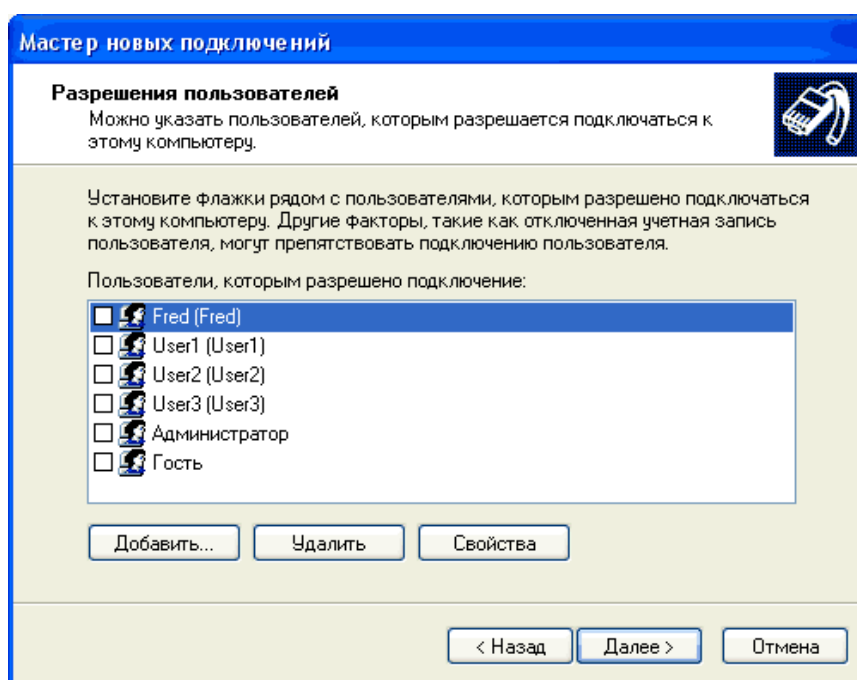 Мастер новых подключений
Разрешения пользователей
Можно указать пользователей, которым разрешается подключаться к
этому компьютеру.
Установите флажки рядом с пользователями, которым разрешено подключаться
к этому компьютеру. Другие факторы, такие как отключенная учетная запись
пользователя, могут препятствовать подключению пользователя.
Пользователи, которым разрешено подключение:
Fred (Fred)
User1 (User1)
User2 (User2)
User3 (User3)
Администратор
Гость
Добавить... Удалить Свойства
< Назад Далее > Отмена